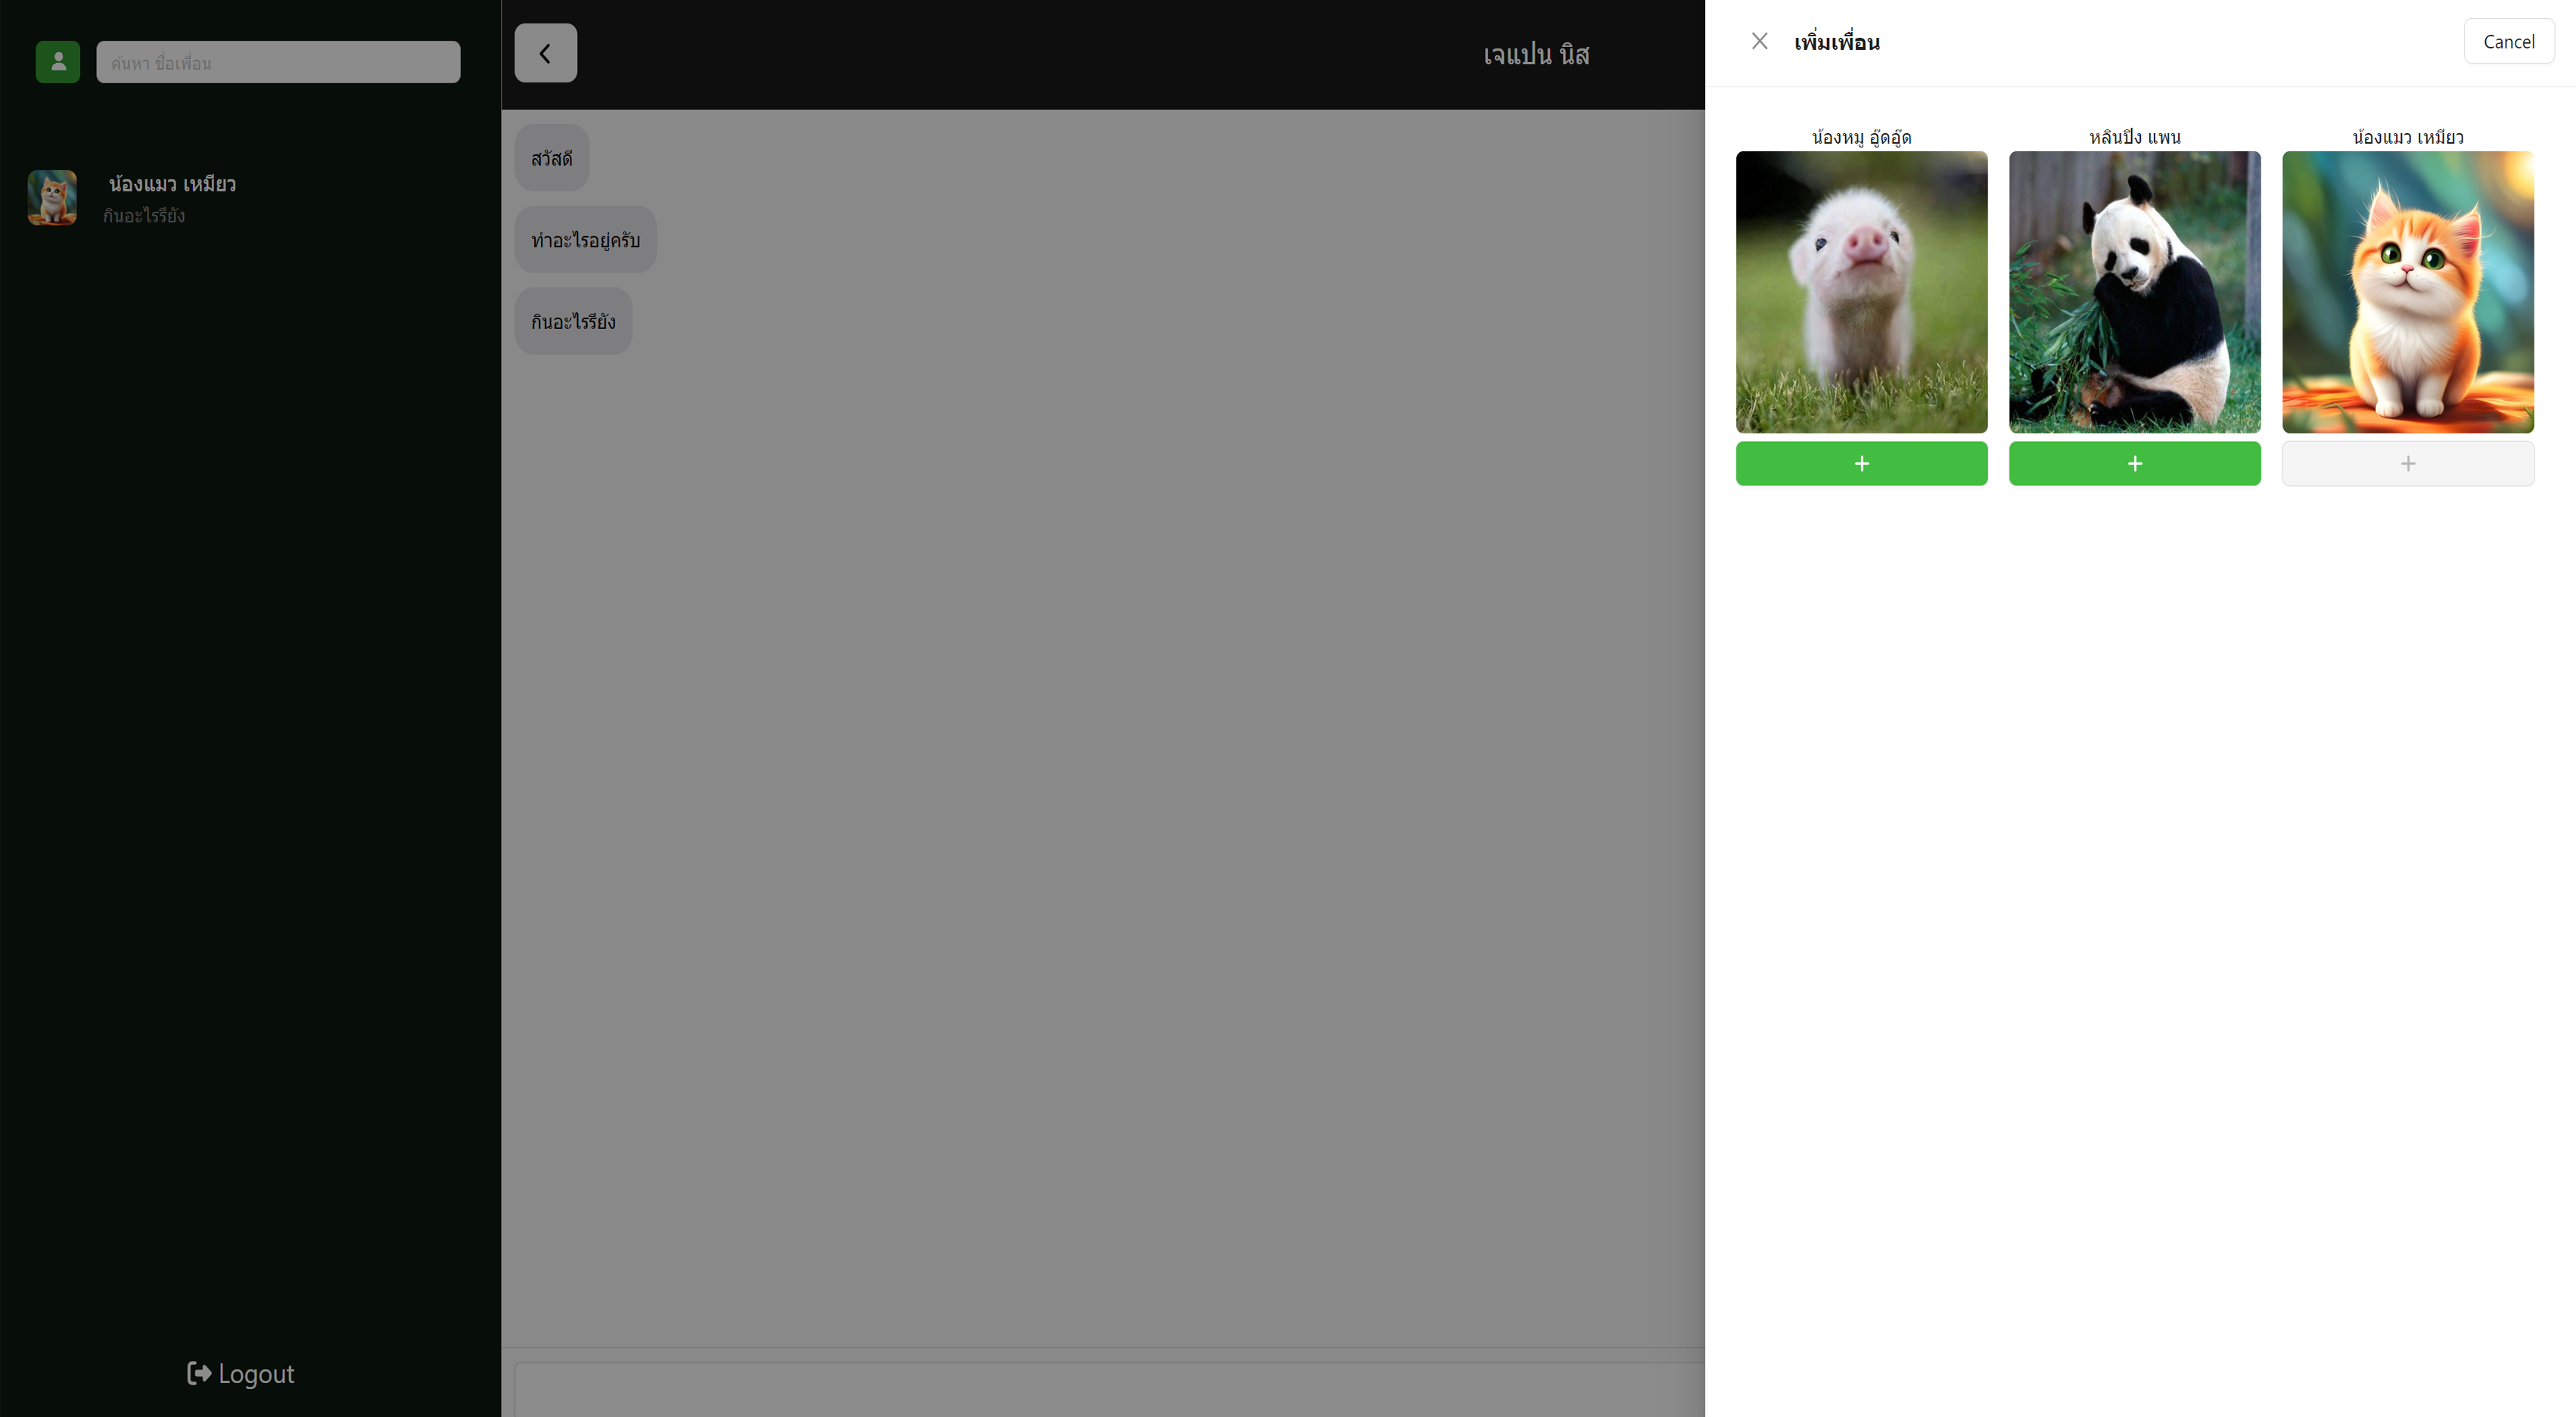 ค้นหา ชื่อเพื่อน
น้องแมว เหมียว
กินอะไรรึยัง
Logout
เจแปน นิส
สวัสดี
ทำอะไรอยู่ครับ
กินอะไรรึยัง
เพิ่มเพื่อน
Cancel
น้องหมู อู๊ดอู๊ด
หลินปิง แพน
น้องแมว เหมียว